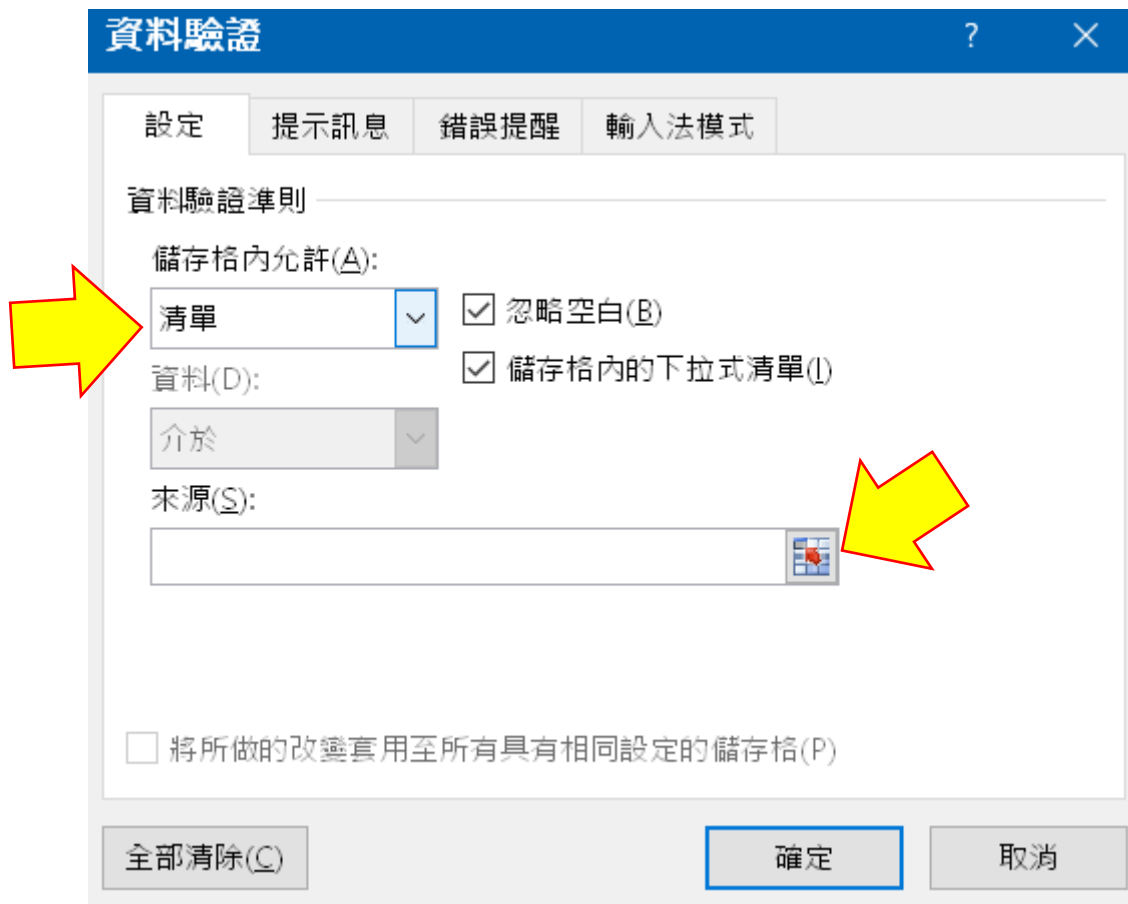 資料驗證 ?
設定 提示訊息 錯誤提醒 輸入法模式
資料驗證準則
儲存格內允許(A):
清單 忽略空白(B)
資料(D): 儲存格內的下拉式清單(I)
介於
來源(S):
將所做的改變套用至所有具有相同設定的儲存格(P)
全部清除(C) 確定 取消